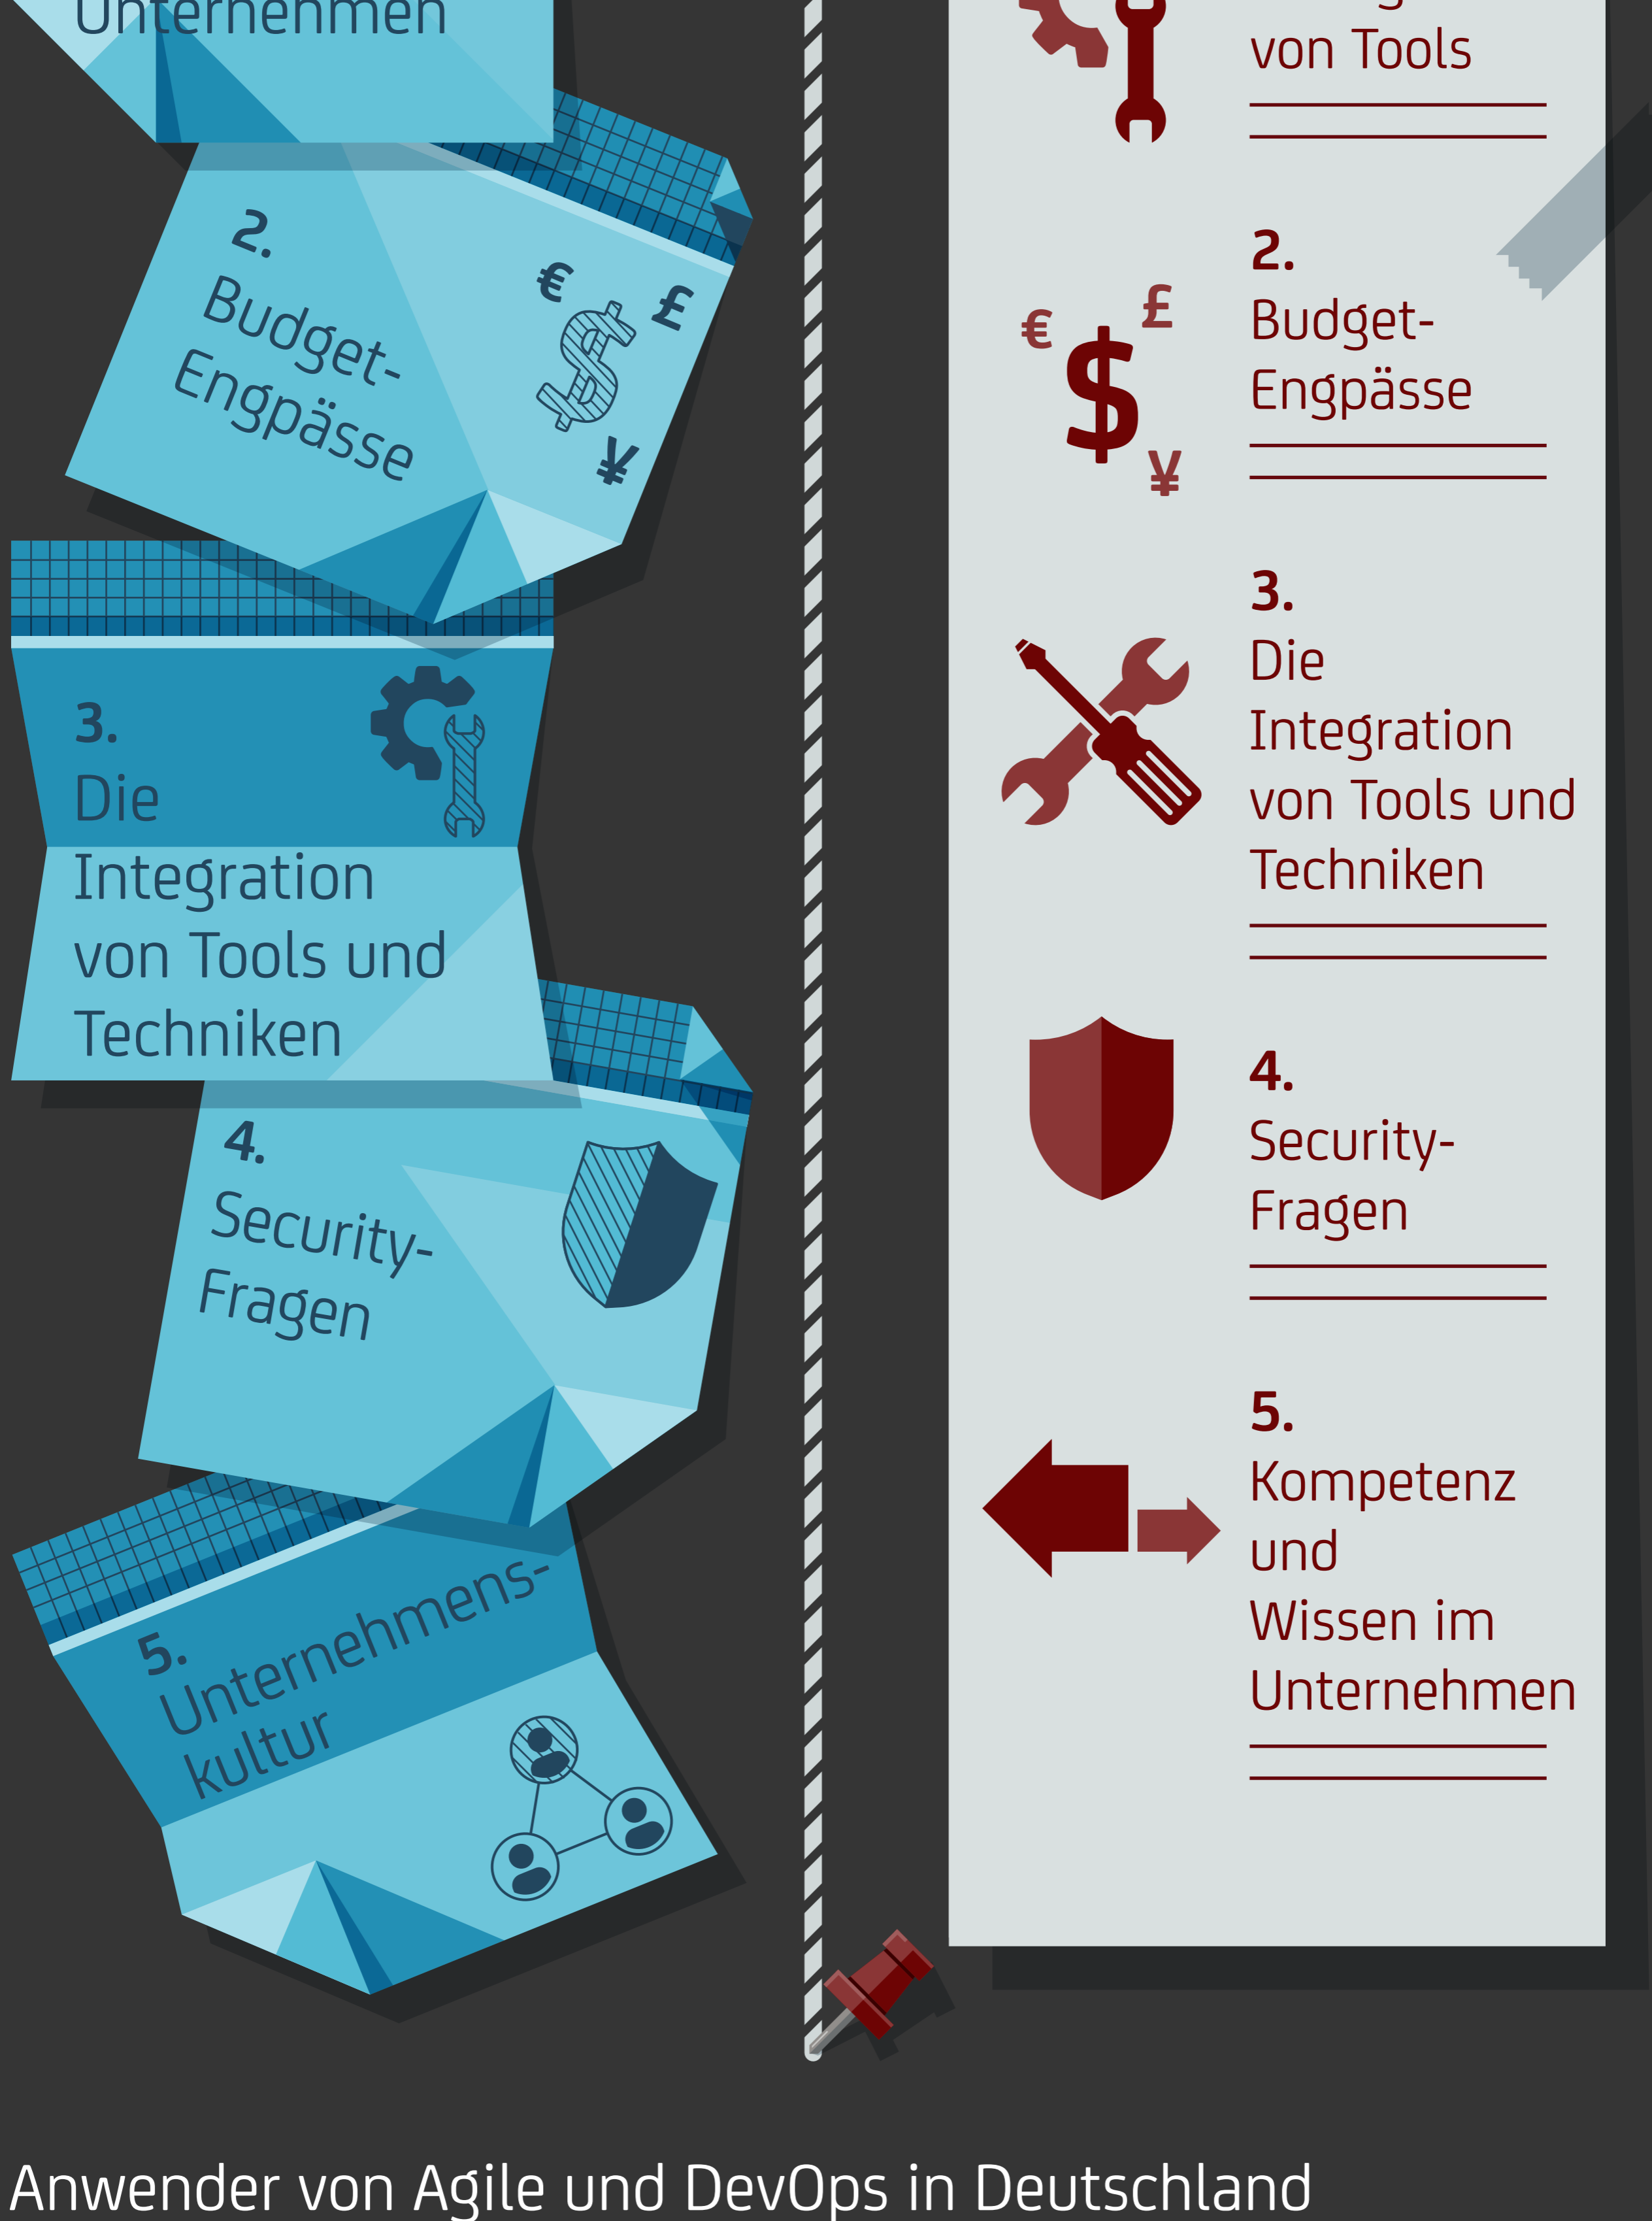 Unternehmen
2.
Budget-
Engpässe
3.
Die
Integration
von Tools und
Techniken
4.
Security-
Fragen
5.
Unternehmens-
kultur
von Tools
2.
Budget-
Engpässe
3.
Die
Integration
von Tools und
Techniken
4.
Security-
Fragen
5.
Kompetenz
und
Wissen im
Unternehmen
Anwender von Agile und DevOps in Deutschland